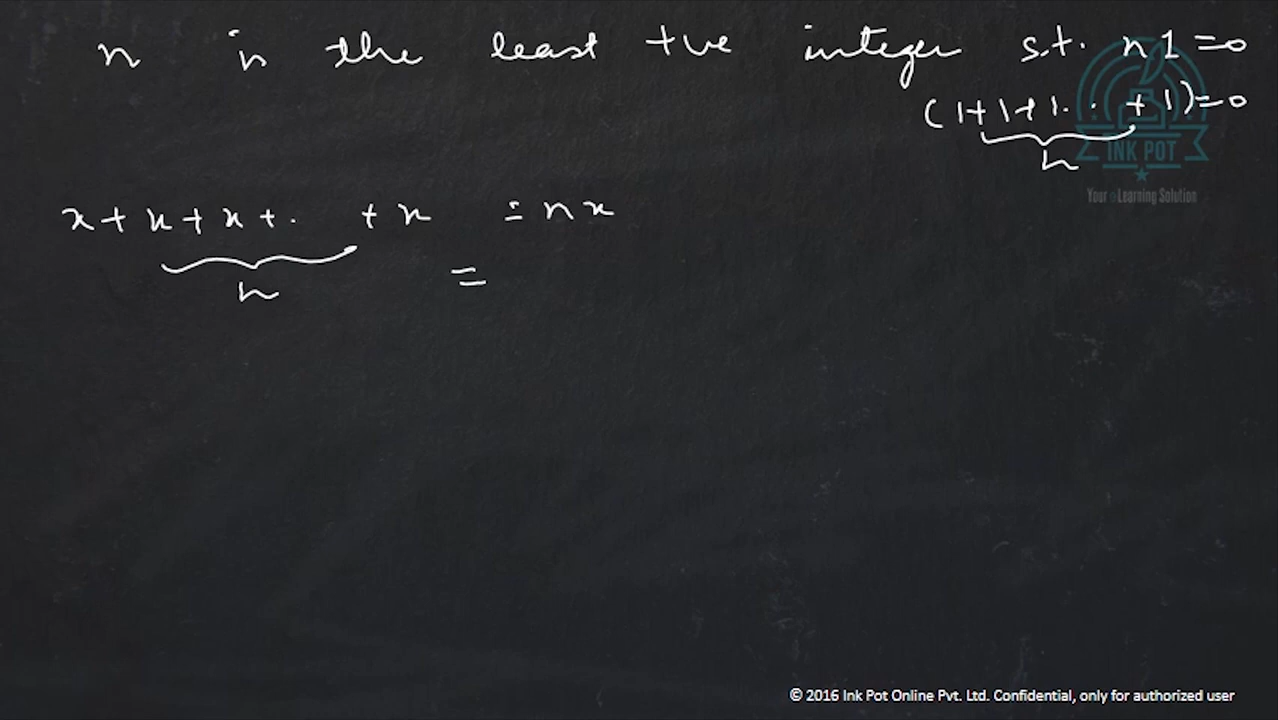 n is the least +ve integer s.t. n1 = 0
(1+1+1.. +1) = 0
n
INK POT
Your e-Learning Solution
x + x + x + .. + x = nx
n
=
© 2016 Ink Pot Online Pvt. Ltd. Confidential, only for authorized user